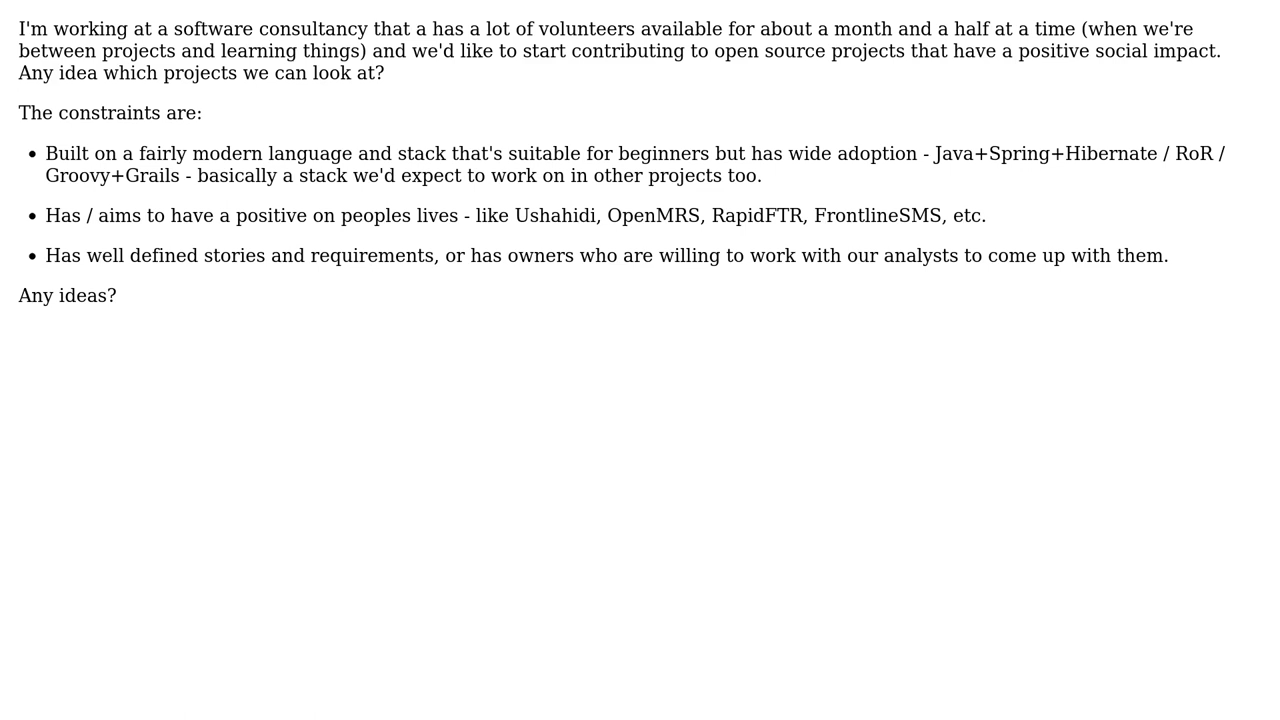 I'm working at a software consultancy that a has a lot of volunteers available for about a month and a half at a time (when we're
between projects and learning things) and we'd like to start contributing to open source projects that have a positive social impact.
Any idea which projects we can look at?
The constraints are:
• Built on a fairly modern language and stack that's suitable for beginners but has wide adoption - Java+Spring+Hibernate / RoR /
Groovy+Grails - basically a stack we'd expect to work on in other projects too.
• Has / aims to have a positive on peoples lives - like Ushahidi, OpenMRS, RapidFTR, FrontlineSMS, etc.
• Has well defined stories and requirements, or has owners who are willing to work with our analysts to come up with them.
Any ideas?